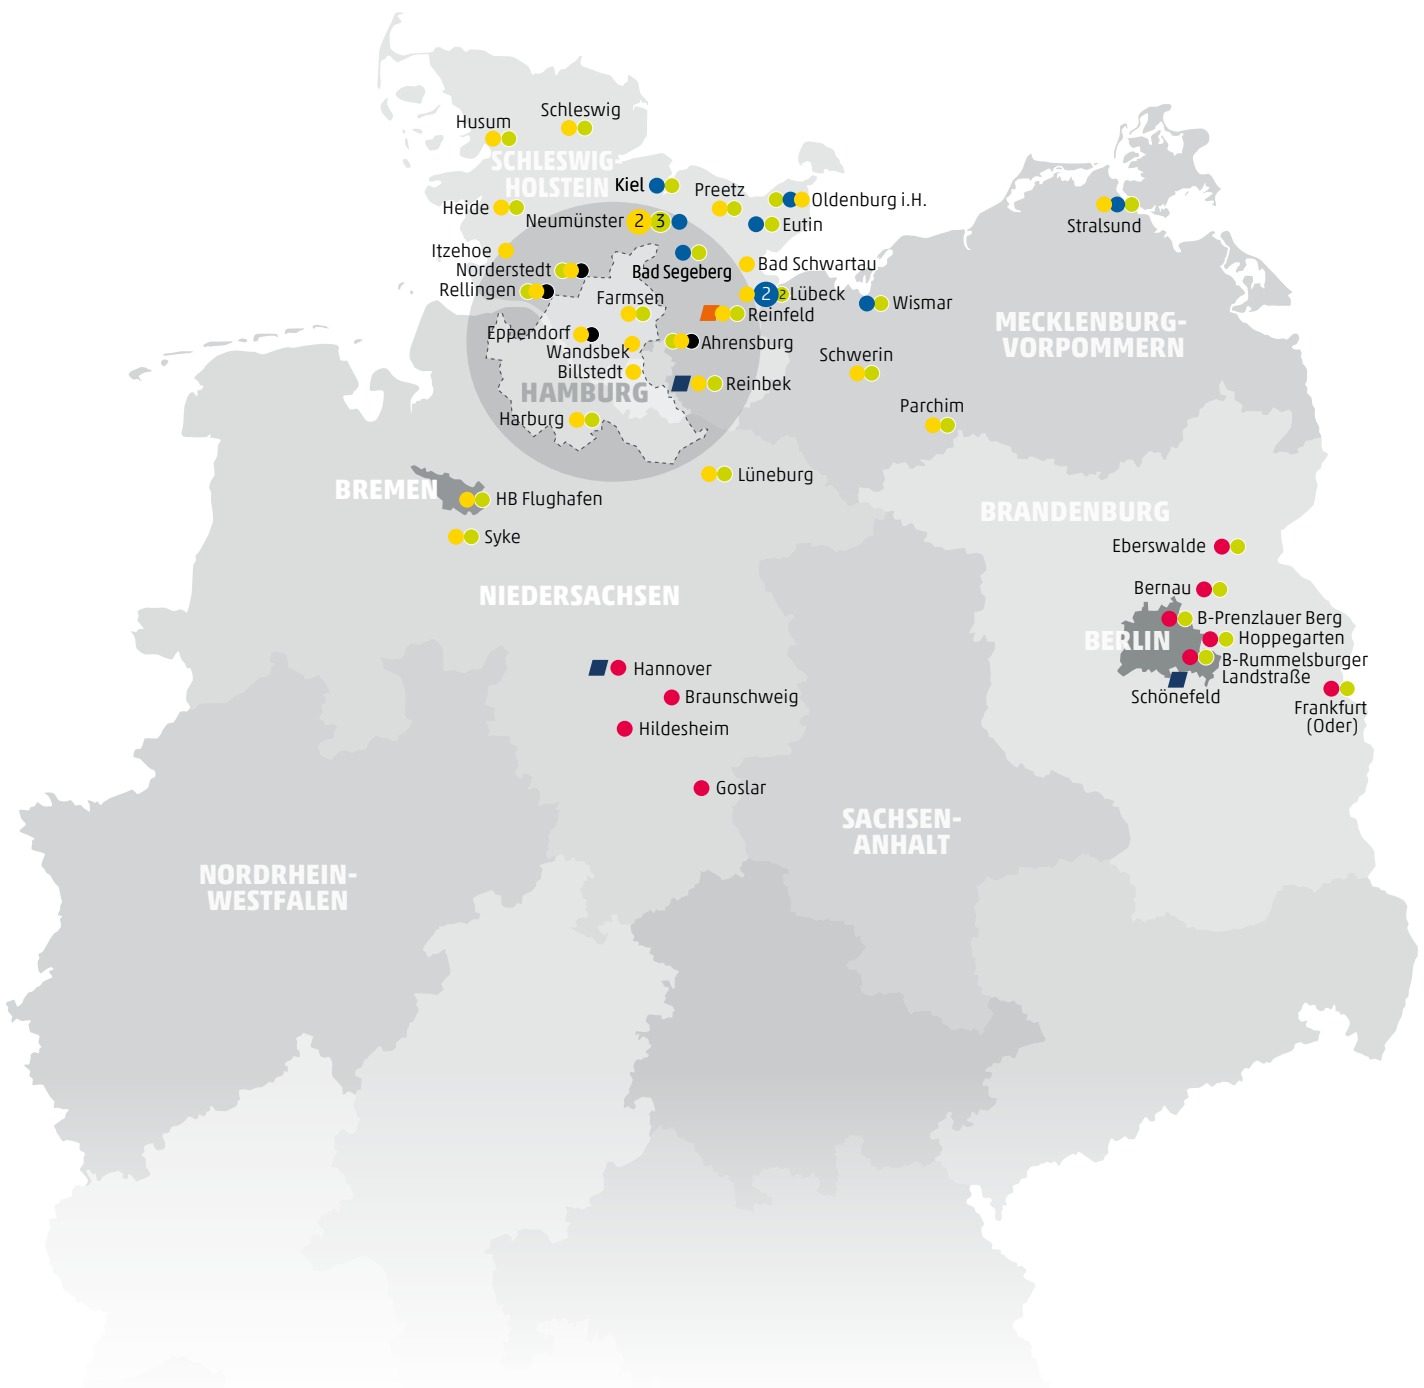 Schleswig
Husum
SCHLESWIG-
HOLSTEIN
Kiel
Preetz
Oldenburg i.H.
Heide
Neumünster
2
3
Eutin
Stralsund
Itzehoe
Norderstedt
Bad Segeberg
Bad Schwartau
Rellingen
Farmsen
2
2
Lübeck
Wismar
Reinfeld
MECKLENBURG-
VORPOMMERN
Eppendorf
Wandsbek
Ahrensburg
Schwerin
Billstedt
Reinbek
HAMBURG
Parchim
Harburg
Lüneburg
BREMEN
HB Flughafen
BRANDENBURG
Syke
Eberswalde
NIEDERSACHSEN
Bernau
B-Prenzlauer Berg
BERLIN
Hoppegarten
B-Rummelsburger
Landstraße
Hannover
Schönefeld
Braunschweig
Frankfurt
(Oder)
Hildesheim
Goslar
SACHSEN-
ANHALT
NORDRHEIN-
WESTFALEN